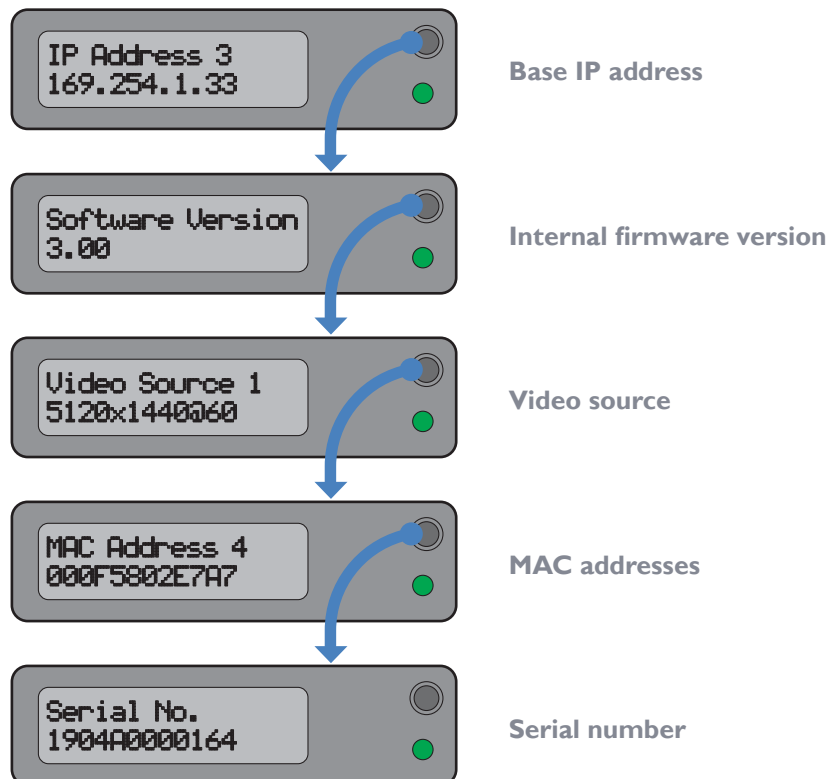 IP Address 3
169.254.1.33
Base IP address
Software Version
3.00
Internal firmware version
Video Source 1
5120x1440@60
Video source
MAC Address 4
000F5802E7A7
MAC addresses
Serial No.
1904A0000164
Serial number